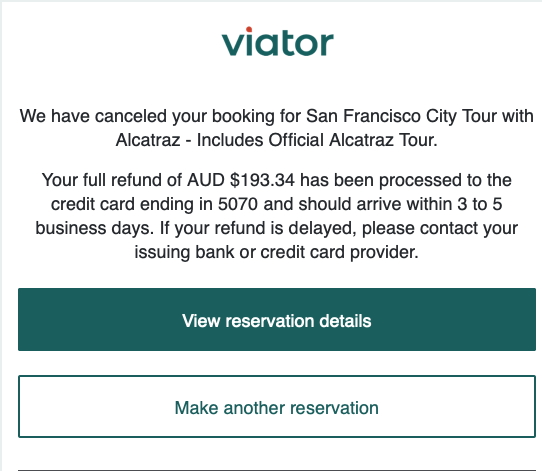 viator
We have canceled your booking for San Francisco City Tour with
Alcatraz - Includes Official Alcatraz Tour.
Your full refund of AUD $193.34 has been processed to the
credit card ending in 5070 and should arrive within 3 to 5
business days. If your refund is delayed, please contact your
issuing bank or credit card provider.
View reservation details
Make another reservation